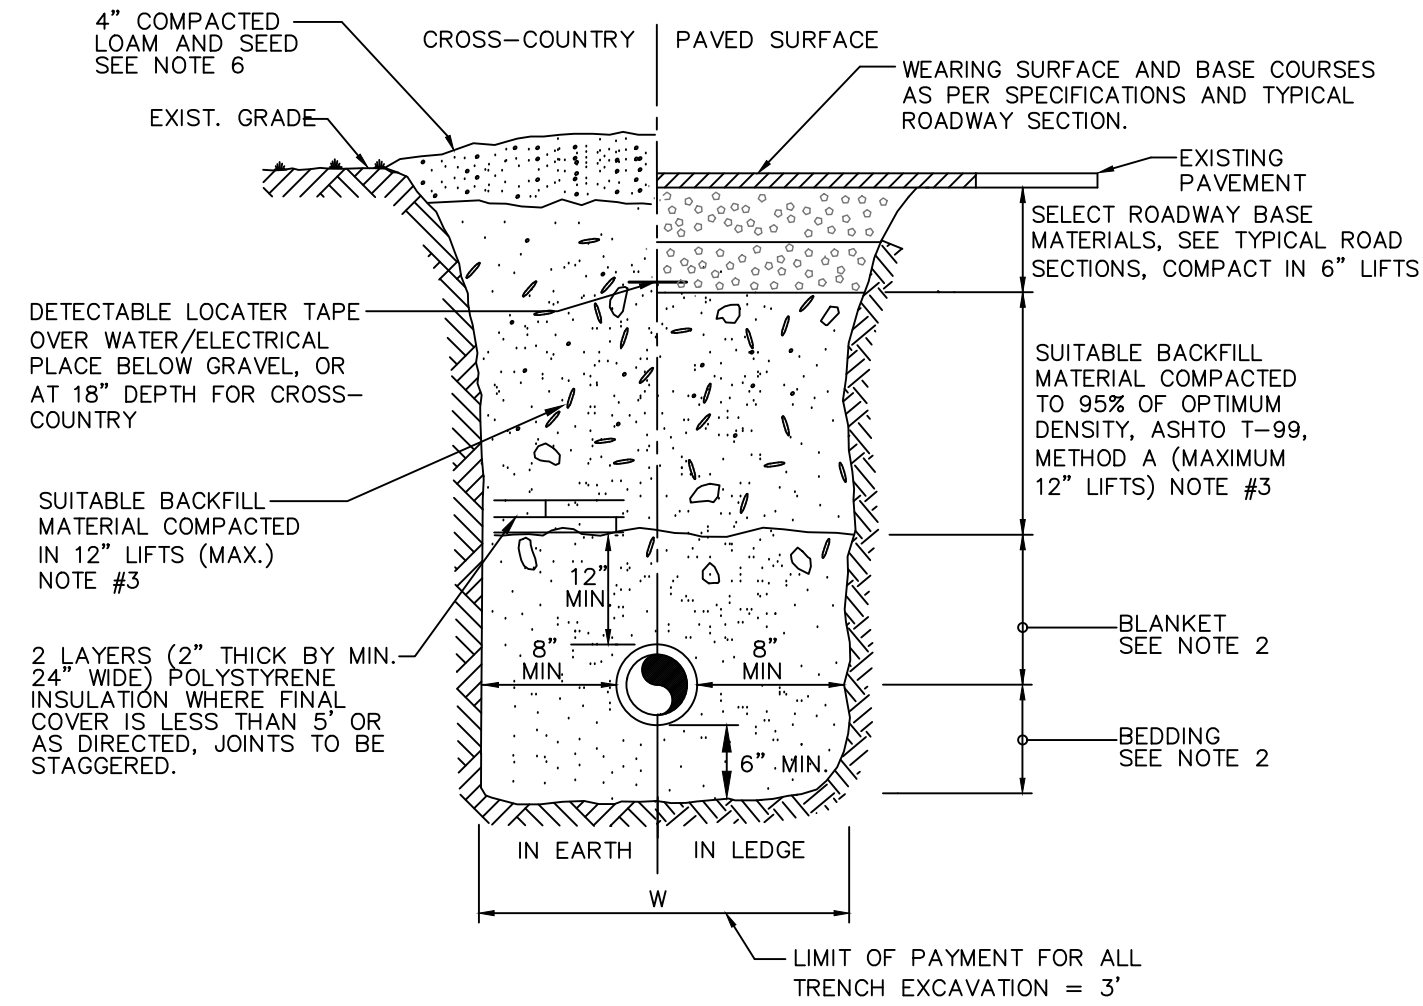 4" COMPACTED
LOAM AND SEED
SEE NOTE 6
EXIST. GRADE
CROSS-COUNTRY
PAVED SURFACE
WEARING SURFACE AND BASE COURSES
AS PER SPECIFICATIONS AND TYPICAL
ROADWAY SECTION.
EXISTING
PAVEMENT
SELECT ROADWAY BASE
MATERIALS, SEE TYPICAL ROAD
SECTIONS, COMPACT IN 6" LIFTS
DETECTABLE LOCATER TAPE
OVER WATER/ELECTRICAL
PLACE BELOW GRAVEL, OR
AT 18" DEPTH FOR CROSS-
COUNTRY
SUITABLE BACKFILL
MATERIAL COMPACTED
TO 95% OF OPTIMUM
DENSITY, ASHTO T-99,
METHOD A (MAXIMUM
12" LIFTS) NOTE #3
SUITABLE BACKFILL
MATERIAL COMPACTED
IN 12" LIFTS (MAX.)
NOTE #3
12"
MIN.
8"
MIN.
8"
MIN
BLANKET
SEE NOTE 2
2 LAYERS (2" THICK BY MIN.
24" WIDE) POLYSTYRENE
INSULATION WHERE FINAL
COVER IS LESS THAN 5' OR
AS DIRECTED, JOINTS TO BE
STAGGERED.
6" MIN.
BEDDING
SEE NOTE 2
IN EARTH
IN LEDGE
W
LIMIT OF PAYMENT FOR ALL
TRENCH EXCAVATION = 3'